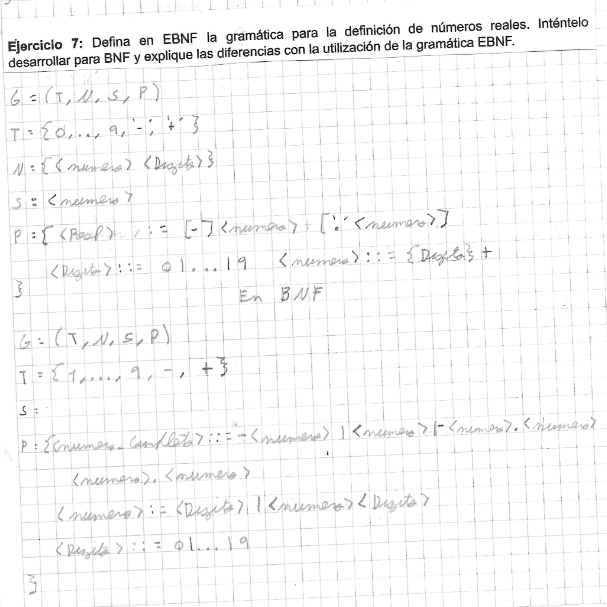 Ejercicio 7: Defina en EBNF la gramática para la definición de números reales. Inténtelo
desarrollar para BNF y explique las diferencias con la utilización de la gramática EBNF.
G = (T, N, S, P)
T = {0,.., 9, '-', '+'}
N = {<numero> <Digito>}
S = <numero>
P = { <Real> ::= [-] <numero> ['.' <numero>]
<Digito> ::= 0 | ... | 9 <numero> ::= {Digito} +
}
En BNF
G = (T, N, S, P)
T = {1,...., 9, -, +}
S =
P = {<numero_completo> ::= -<numero> | <numero> | -<numero>.<numero>
<numero>.<numero>
<numero> := <Digito> | <numero> <Digito>
<Digito> ::= 0 | ... | 9
}